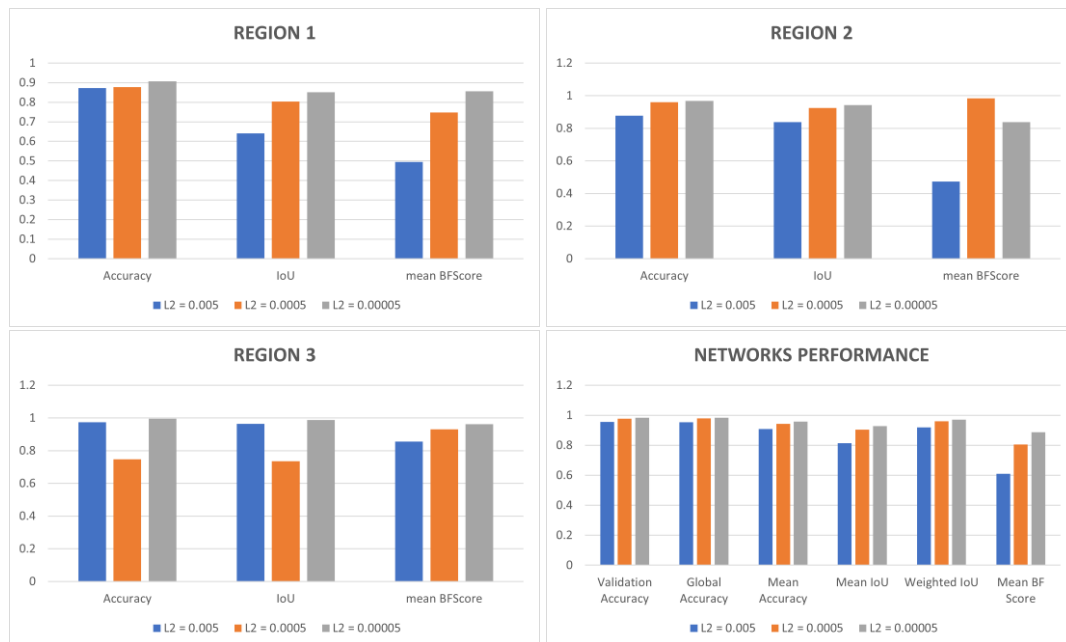 REGION 1
1
0.9
0.8
0.7
0.6
0.5
0.4
0.3
0.2
0.1
0
Accuracy IoU mean BFScore
L2 = 0.005 L2 = 0.0005 L2 = 0.00005
REGION 2
1.2
1
0.8
0.6
0.4
0.2
0
Accuracy IoU mean BFScore
L2 = 0.005 L2 = 0.0005 L2 = 0.00005
REGION 3
1.2
1
0.8
0.6
0.4
0.2
0
Accuracy IoU mean BFScore
L2 = 0.005 L2 = 0.0005 L2 = 0.00005
NETWORKS PERFORMANCE
1.2
1
0.8
0.6
0.4
0.2
0
Validation Global Mean Mean IoU Weighted IoU Mean BF
Accuracy Accuracy Accuracy Score
L2 = 0.005 L2 = 0.0005 L2 = 0.00005